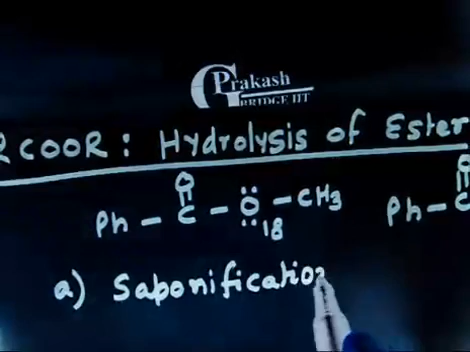 Prakash
BRIDGE IIT
RCOOR : Hydrolysis of Ester
O O
Ph – C – O – CH3 Ph – C
18
a) Saponification